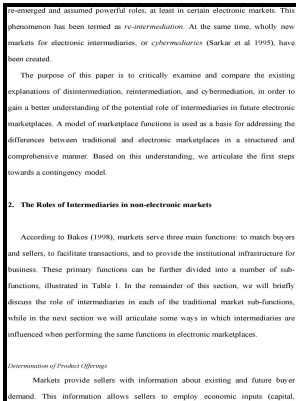 re-emerged and assumed powerful roles, at least in certain electronic markets. This
phenomenon has been termed as re-intermediation. At the same time, wholly new
markets for electronic intermediaries, or cybermediaries (Sarkar et al 1995), have
been created.
The purpose of this paper is to critically examine and compare the existing
explanations of disintermediation, reintermediation, and cybermediation, in order to
gain a better understanding of the potential role of intermediaries in future electronic
marketplaces. A model of marketplace functions is used as a basis for addressing the
differences between traditional and electronic marketplaces in a structured and
comprehensive manner. Based on this understanding, we articulate the first steps
towards a contingency model.
2. The Roles of Intermediaries in non-electronic markets
According to Bakos (1998), markets serve three main functions: to match buyers
and sellers, to facilitate transactions, and to provide the institutional infrastructure for
business. These primary functions can be further divided into a number of sub-
functions, illustrated in Table 1. In the remainder of this section, we will briefly
discuss the role of intermediaries in each of the traditional market sub-functions,
while in the next section we will articulate some ways in which intermediaries are
influenced when performing the same functions in electronic marketplaces.
Determination of Product Offerings
Markets provide sellers with information about existing and future buyer
demand. This information allows sellers to employ economic inputs (capital,